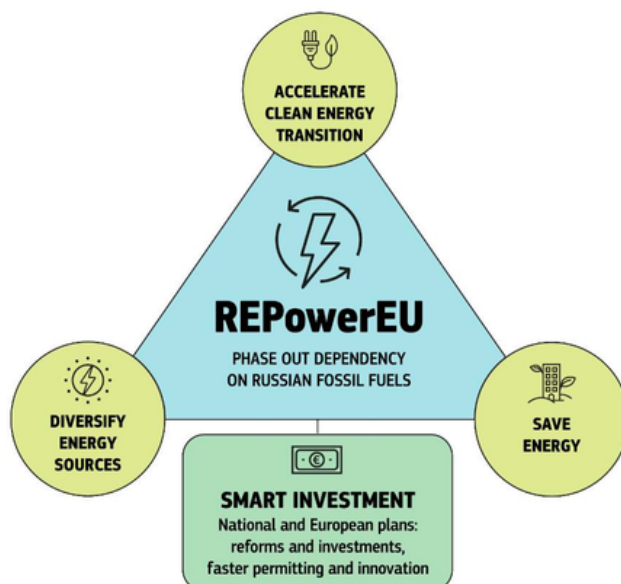 ACCELERATE
CLEAN ENERGY
TRANSITION
REPowerEU
PHASE OUT DEPENDENCY
ON RUSSIAN FOSSIL FUELS
DIVERSIFY
ENERGY
SOURCES
SAVE
ENERGY
€
SMART INVESTMENT
National and European plans:
reforms and investments,
faster permitting and innovation